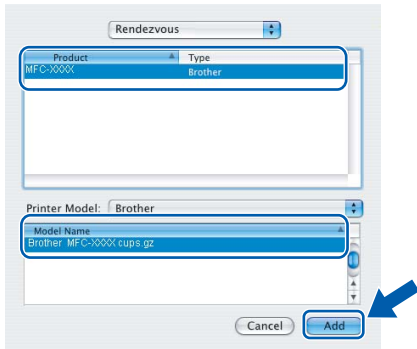 Rendezvous
Product Type
MFC-XXXX Brother
Printer Model: Brother
Model Name
Brother MFC-XXXX cups.gz
Cancel Add